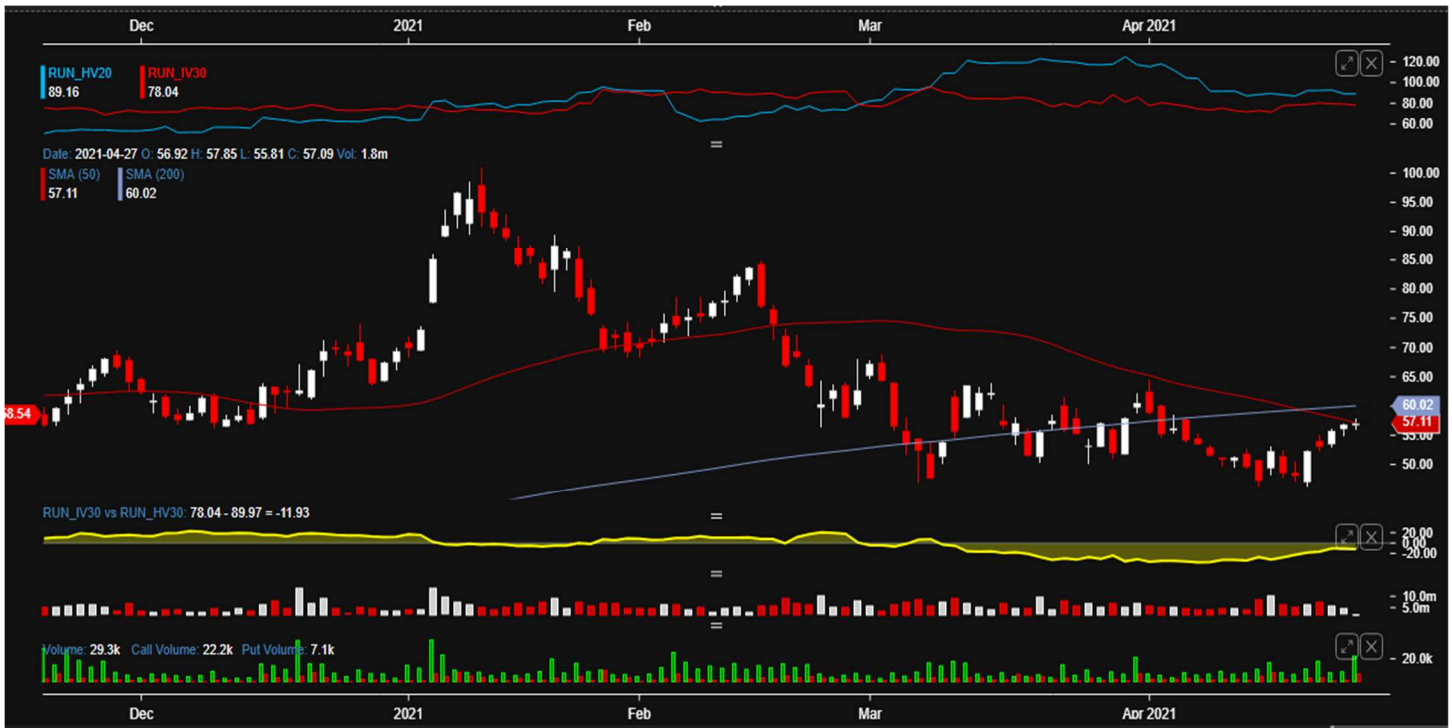 Dec 2021 Feb Mar Apr 2021
RUN_HV20 RUN_IV30
89.16 78.04
120.00
100.00
80.00
60.00
Date: 2021-04-27 O: 56.92 H: 57.85 L: 55.81 C: 57.09 Vol: 1.8m
SMA (50) SMA (200)
57.11 60.02
100.00
95.00
90.00
85.00
80.00
75.00
70.00
65.00
60.02
58.54
57.11
55.00
50.00
RUN_IV30 vs RUN_HV30: 78.04 - 89.97 = -11.93
20.00
0.00
-20.00
10.0m
5.0m
Volume: 29.3k Call Volume: 22.2k Put Volume: 7.1k
20.0k
Dec 2021 Feb Mar Apr 2021